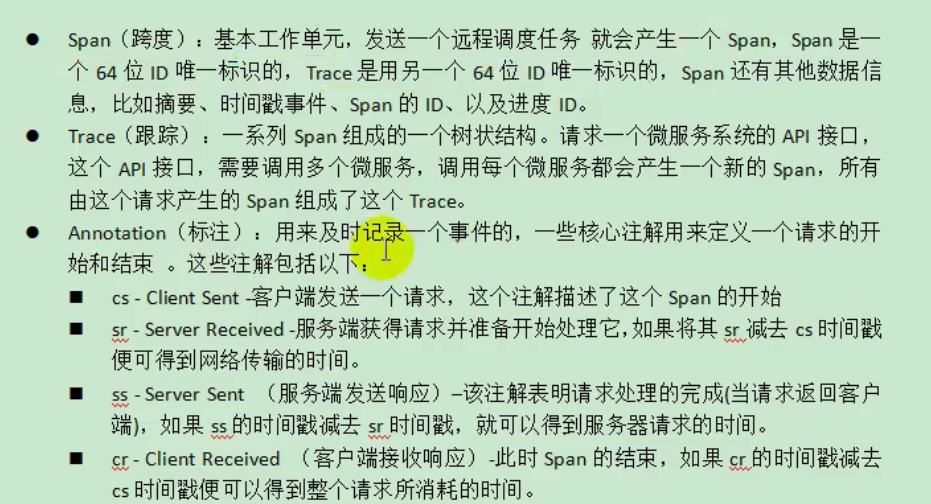 ● Span（跨度）：基本工作单元，发送一个远程调度任务 就会产生一个 Span，Span 是一
个 64 位 ID 唯一标识的，Trace 是用另一个 64 位 ID 唯一标识的，Span 还有其他数据信
息，比如摘要、时间戳事件、Span 的 ID、以及进度 ID。
● Trace（跟踪）：一系列 Span 组成的一个树状结构。请求一个微服务系统的 API 接口，
这个 API 接口，需要调用多个微服务，调用每个微服务都会产生一个新的 Span，所有
由这个请求产生的 Span 组成了这个 Trace。
● Annotation（标注）：用来及时记录一个事件的，一些核心注解用来定义一个请求的开
始和结束 。这些注解包括以下：
■ cs - Client Sent -客户端发送一个请求，这个注解描述了这个 Span 的开始
■ sr - Server Received -服务端获得请求并准备开始处理它,如果将其 sr 减去 cs 时间戳
便可得到网络传输的时间。
■ ss - Server Sent （服务端发送响应）–该注解表明请求处理的完成(当请求返回客户
端)，如果 ss 的时间戳减去 sr 时间戳，就可以得到服务器请求的时间。
■ cr - Client Received （客户端接收响应）-此时 Span 的结束，如果 cr 的时间戳减去
cs 时间戳便可以得到整个请求所消耗的时间。